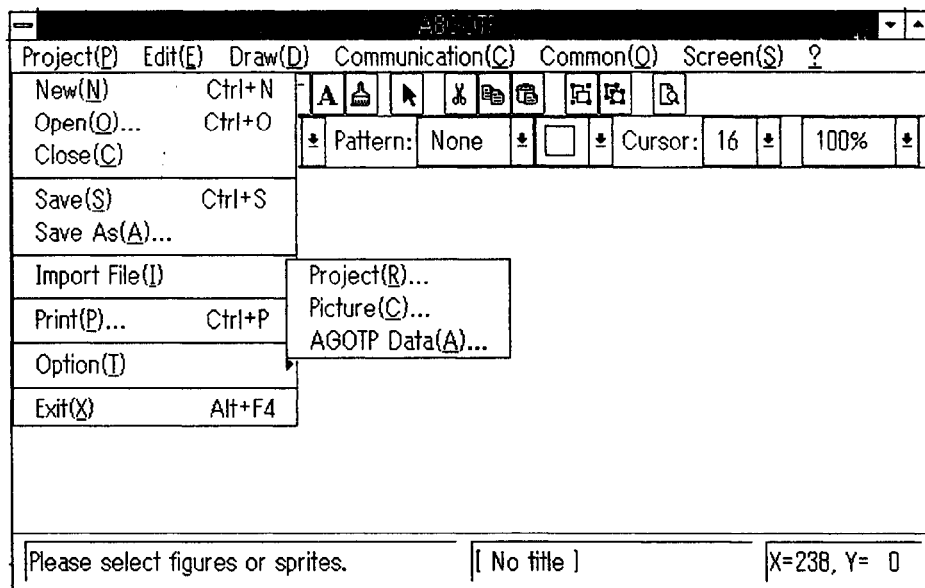 Project(P) Edit(E) Draw(D) Communication(C) Common(O) Screen(S) ?
New(N) Ctrl+N
A
Open(O)... Ctrl+O
Pattern: None Cursor: 16 100%
Close(C)
Save(S) Ctrl+S
Save As(A)...
Import File(I)
Project(R)...
Picture(C)...
Print(P)... Ctrl+P
AGOTP Data(A)...
Option(T)
Exit(X) Alt+F4
Please select figures or sprites. [ No title ] X=238, Y= 0